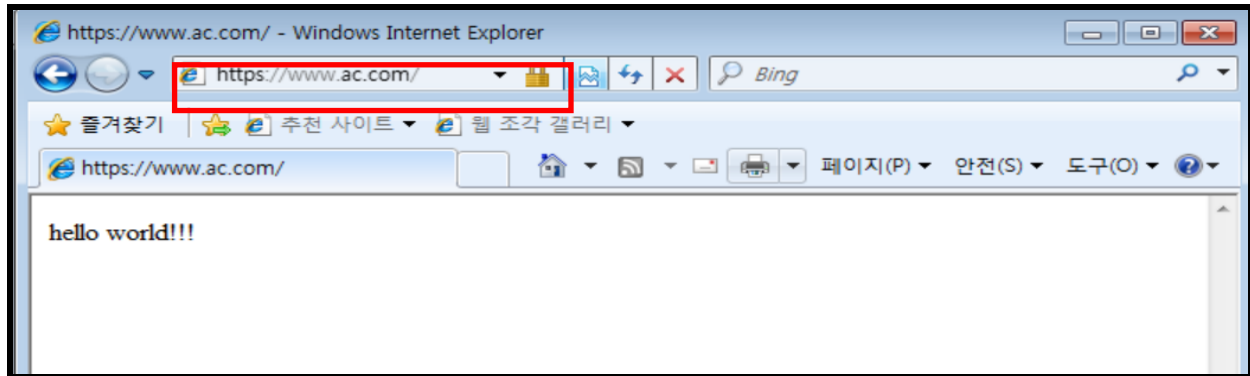 https://www.ac.com/ - Windows Internet Explorer
https://www.ac.com/ Bing
즐겨찾기 추천 사이트 웹 조각 갤러리
https://www.ac.com/ 페이지(P) 안전(S) 도구(O)
hello world!!!